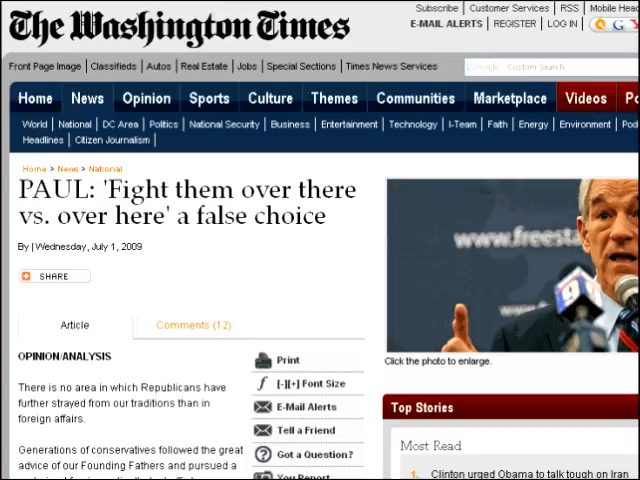 The Washington Times
Subscribe | Customer Services | RSS | Mobile Head
E-MAIL ALERTS | REGISTER | LOG IN
Front Page Image | Classifieds | Autos | Real Estate | Jobs | Special Sections | Times News Services
Custom Search
Home News Opinion Sports Culture Themes Communities Marketplace Videos Po
World | National | DC Area | Politics | National Security | Business | Entertainment | Technology | I-Team | Faith | Energy | Environment | Pod
Headlines | Citizen Journalism |
Home > News > National
PAUL: 'Fight them over there
vs. over here' a false choice
By | Wednesday, July 1, 2009
SHARE
Article
Comments (12)
OPINION/ANALYSIS
There is no area in which Republicans have
further strayed from our traditions than in
foreign affairs.
Generations of conservatives followed the great
advice of our Founding Fathers and pursued a
Print
[-][+] Font Size
E-Mail Alerts
Tell a Friend
Got a Question?
You Report
www.freest
9
Click the photo to enlarge.
Top Stories
Most Read
1. Clinton urged Obama to talk tough on Iran